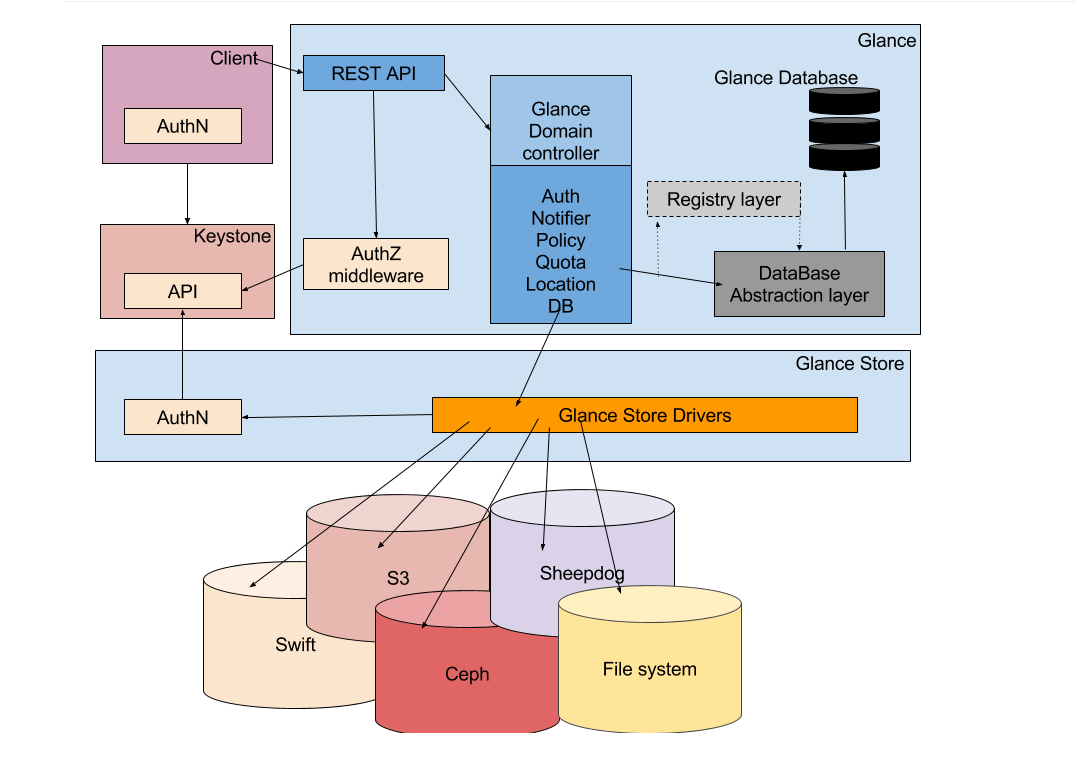 Client
AuthN
Keystone
API
Glance
REST API
Glance
Domain
controller
Auth
Notifier
Policy
Quota
Location
DB
AuthZ
middleware
Glance Database
Registry layer
DataBase
Abstraction layer
Glance Store
AuthN
Glance Store Drivers
S3
Sheepdog
Swift
Ceph
File system